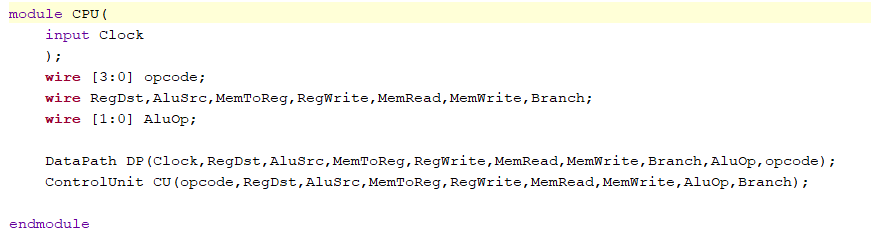 module CPU(
    input Clock
    );
    wire [3:0] opcode;
    wire RegDst,AluSrc,MemToReg,RegWrite,MemRead,MemWrite,Branch;
    wire [1:0] AluOp;

    DataPath DP(Clock,RegDst,AluSrc,MemToReg,RegWrite,MemRead,MemWrite,Branch,AluOp,opcode);
    ControlUnit CU(opcode,RegDst,AluSrc,MemToReg,RegWrite,MemRead,MemWrite,AluOp,Branch);

endmodule